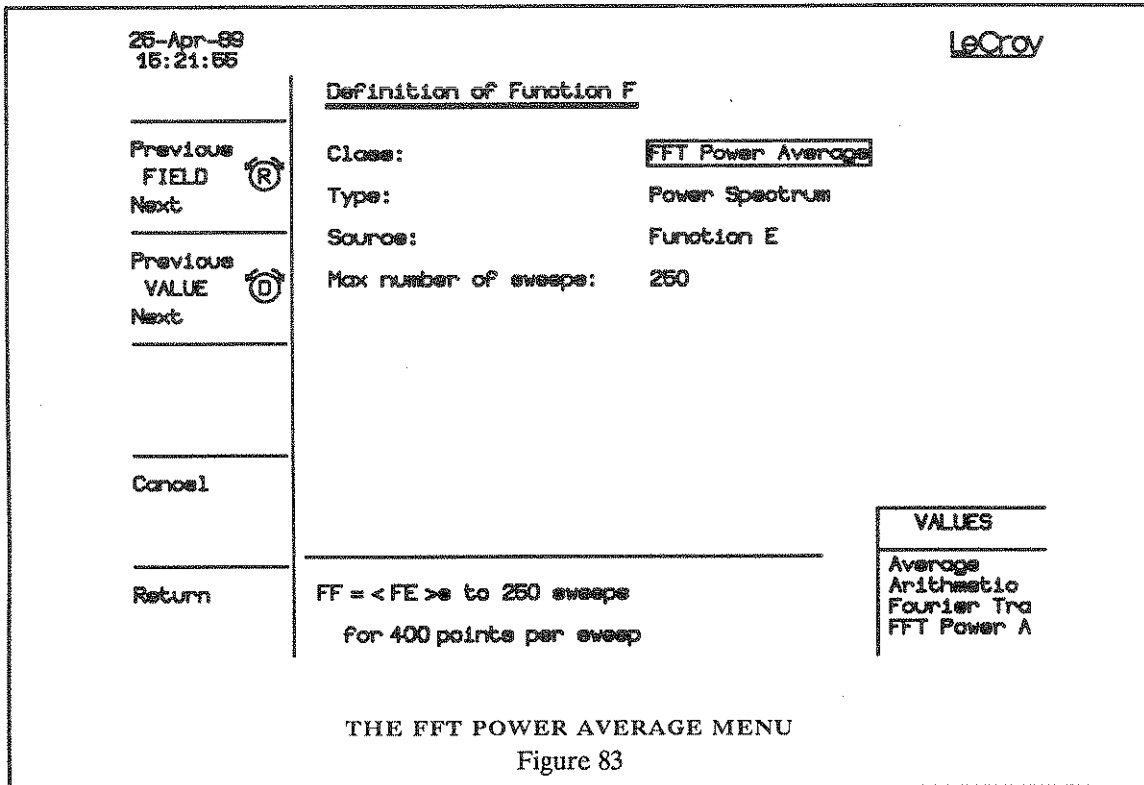 26-Apr-89
15:21:55
LeCroy
Definition of Function F
Previous
FIELD R
Next
Class: FFT Power Average
Type: Power Spectrum
Source: Function E
Max number of sweeps: 250
Previous
VALUE D
Next
Cancel
Return
FF = < FE >s to 250 sweeps
for 400 points per sweep
VALUES
Average
Arithmetic
Fourier Tra
FFT Power A
THE FFT POWER AVERAGE MENU
Figure 83